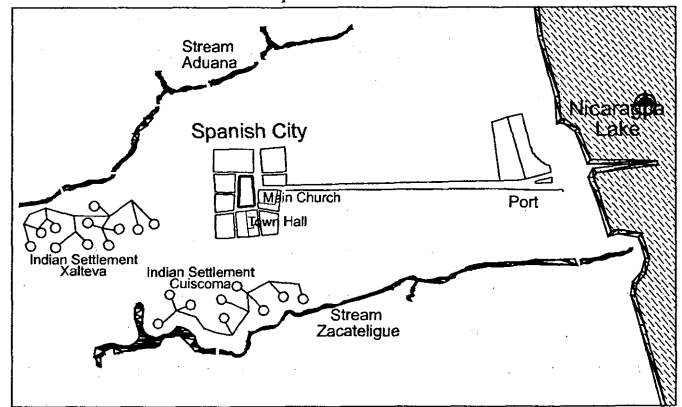 Stream
Aduana
Spanish City
Nicaragua
Lake
Main Church
Port
Town Hall
Indian Settlement
Xalteva
Indian Settlement
Cuiscoma
Stream
Zacateligue